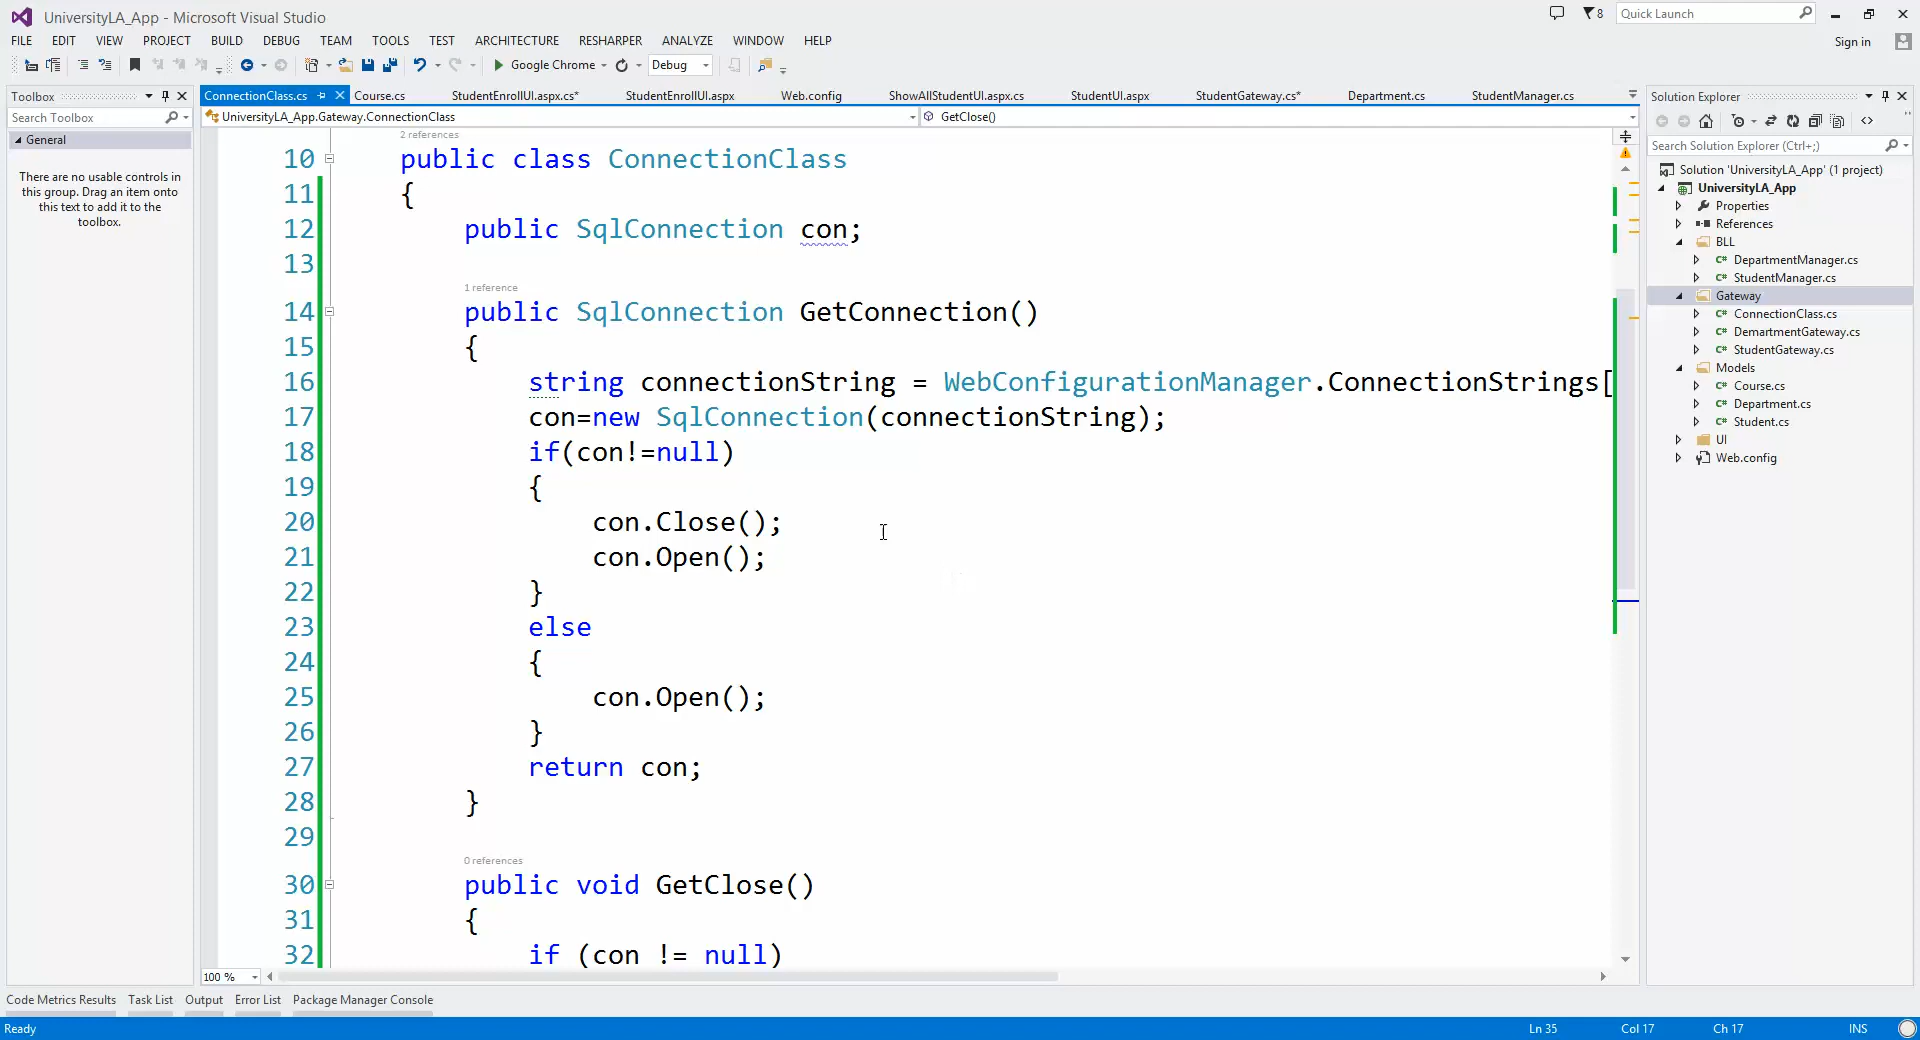 UniversityLA_App - Microsoft Visual Studio
8
Quick Launch
FILE EDIT VIEW PROJECT BUILD DEBUG TEAM TOOLS TEST ARCHITECTURE RESHARPER ANALYZE WINDOW HELP
Sign in
Google Chrome Debug
Toolbox
Search Toolbox
General
There are no usable controls in
this group. Drag an item onto
this text to add it to the
toolbox.
ConnectionClass.cs Course.cs StudentEnrollUI.aspx.cs* StudentEnrollUI.aspx Web.config ShowAllStudentUI.aspx.cs StudentUI.aspx StudentGateway.cs* Department.cs StudentManager.cs
UniversityLA_App.Gateway.ConnectionClass GetClose()
2 references
10 public class ConnectionClass
11 {
12 public SqlConnection con;
13
1 reference
14 public SqlConnection GetConnection()
15 {
16 string connectionString = WebConfigurationManager.ConnectionStrings[
17 con=new SqlConnection(connectionString);
18 if(con!=null)
19 {
20 con.Close();
21 con.Open();
22 }
23 else
24 {
25 con.Open();
26 }
27 return con;
28 }
29
0 references
30 public void GetClose()
31 {
32 if (con != null)
100 %
Solution Explorer
Search Solution Explorer (Ctrl+;)
Solution 'UniversityLA_App' (1 project)
UniversityLA_App
Properties
References
BLL
C# DepartmentManager.cs
C# StudentManager.cs
Gateway
C# ConnectionClass.cs
C# DemartmentGateway.cs
C# StudentGateway.cs
Models
C# Course.cs
C# Department.cs
C# Student.cs
UI
Web.config
Code Metrics Results Task List Output Error List Package Manager Console
Ready Ln 35 Col 17 Ch 17 INS